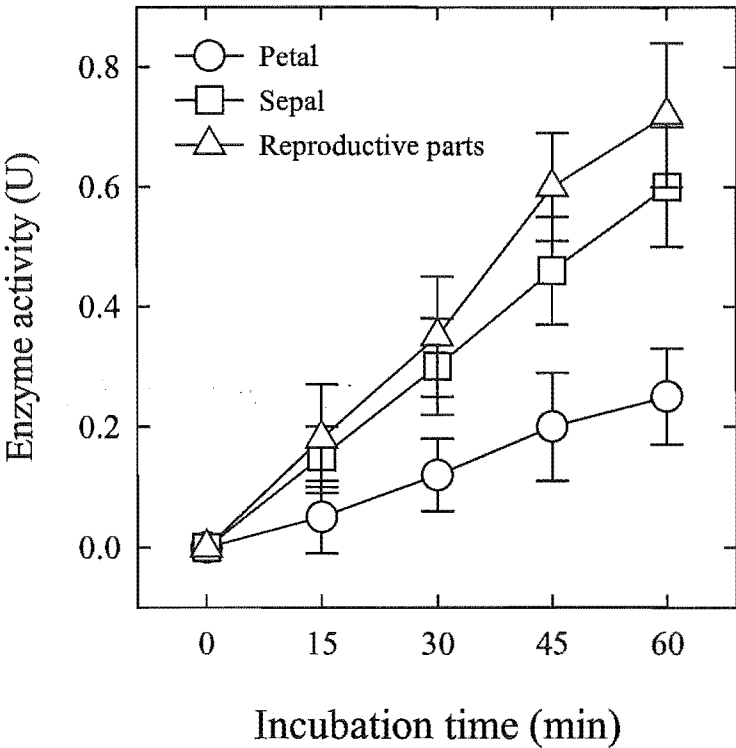 Petal
Sepal
Reproductive parts
0.8
0.6
0.4
0.2
0.0
Enzyme activity (U)
0 15 30 45 60
Incubation time (min)